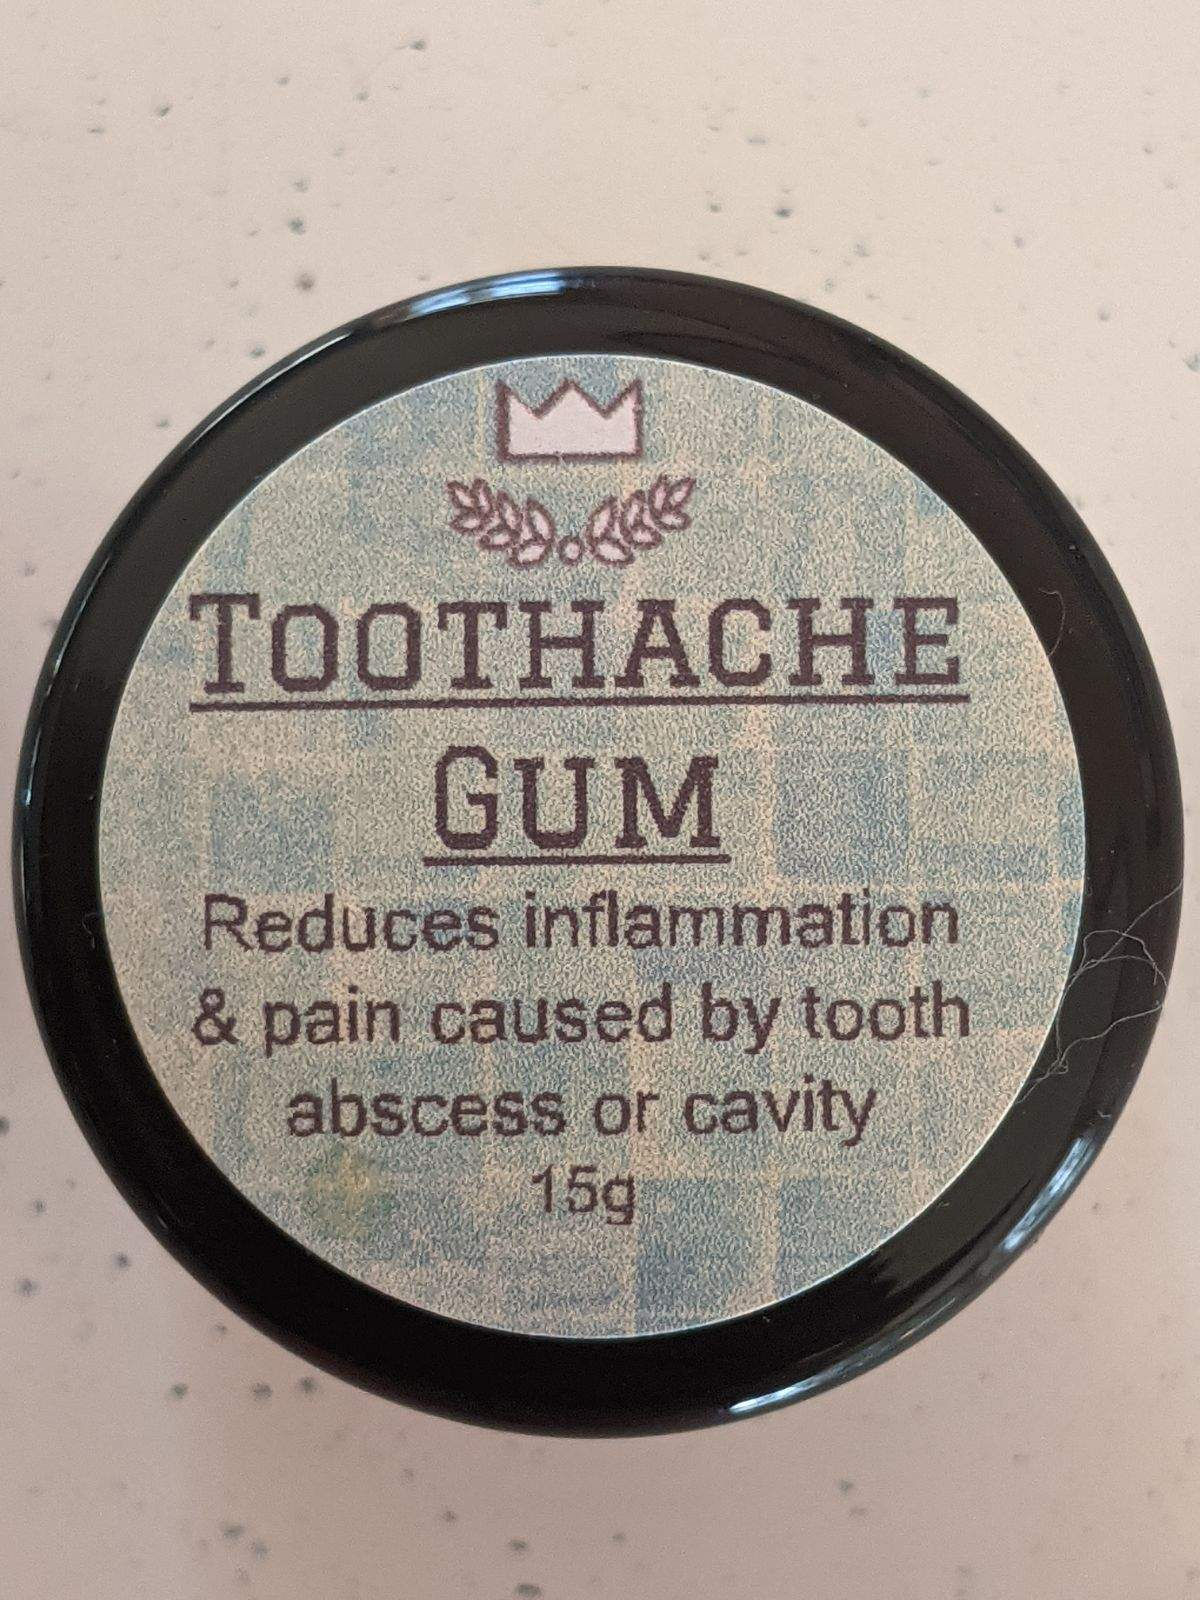 TOOTHACHE
GUM
Reduces inflammation
& pain caused by tooth
abscess or cavity
15g